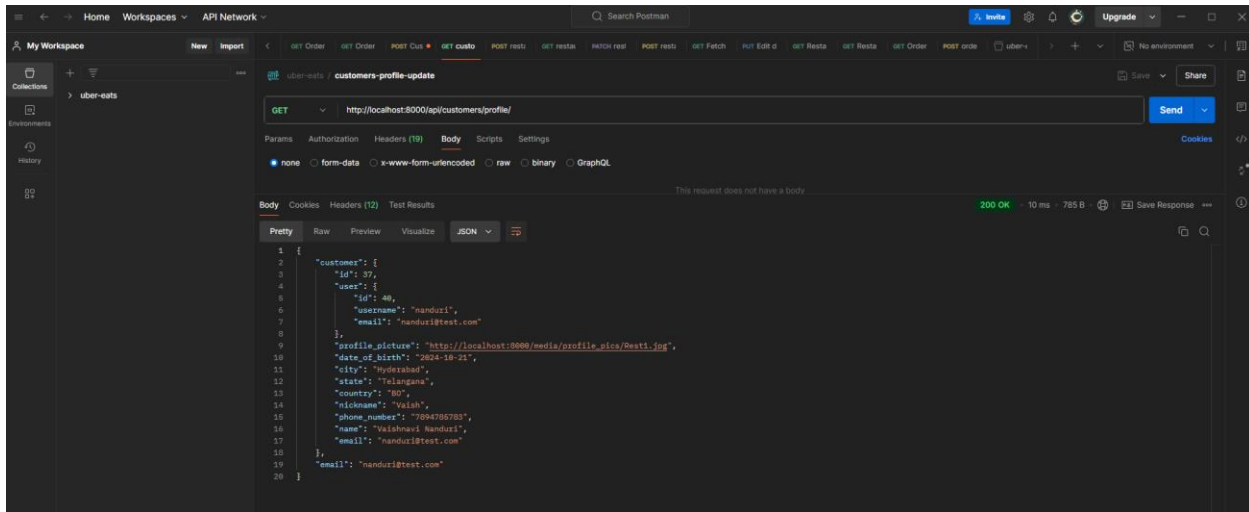 Home Workspaces API Network Search Postman Invite Upgrade
My Workspace New Import GET Order GET Order POST Cus GET custo POST resta GET restau PATCH rest POST resta GET Fetch PUT Edit d GET Resta GET Resta GET Order POST orde uber-e No environment
Collections
Environments
History
uber-eats
uber-eats / customers-profile-update Save Share
GET http://localhost:8000/api/customers/profile/ Send
Params Authorization Headers (19) Body Scripts Settings Cookies
none form-data x-www-form-urlencoded raw binary GraphQL
This request does not have a body
Body Cookies Headers (12) Test Results 200 OK 10 ms 785 B Save Response
Pretty Raw Preview Visualize JSON
1 {
2 "customer": {
3 "id": 37,
4 "user": {
5 "id": 40,
6 "username": "nanduri",
7 "email": "nanduri@test.com"
8 },
9 "profile_picture": "http://localhost:8000/media/profile_pics/Rest1.jpg",
10 "date_of_birth": "2024-10-21",
11 "city": "Hyderabad",
12 "state": "Telangana",
13 "country": "BO",
14 "nickname": "Vaish",
15 "phone_number": "7894785783",
16 "name": "Vaishnavi Nanduri",
17 "email": "nanduri@test.com"
18 },
19 "email": "nanduri@test.com"
20 }